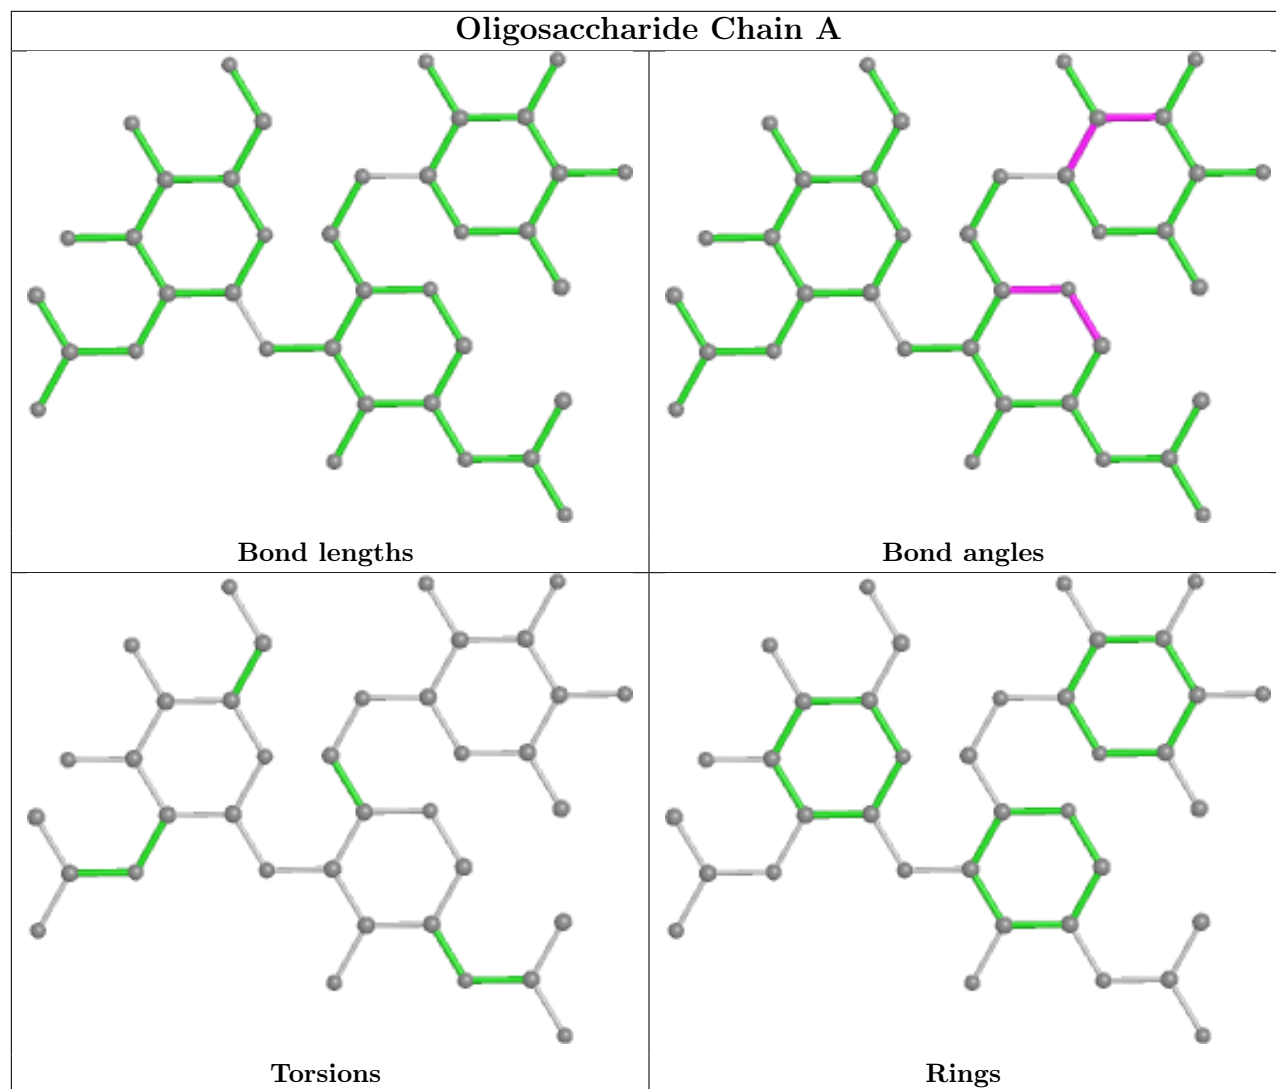 Oligosaccharide Chain A
Bond lengths
Bond angles
Torsions
Rings